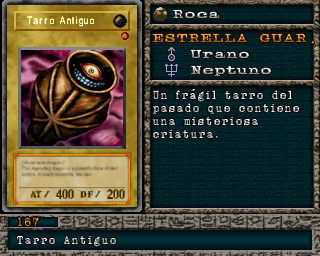 Tarro Antiguo
AT/ 400 DF/ 200
Roca
ESTRELLA GUAR.
Urano
Neptuno
Un frágil tarro del
pasado que contiene
una misteriosa
criatura.
167
Tarro Antiguo